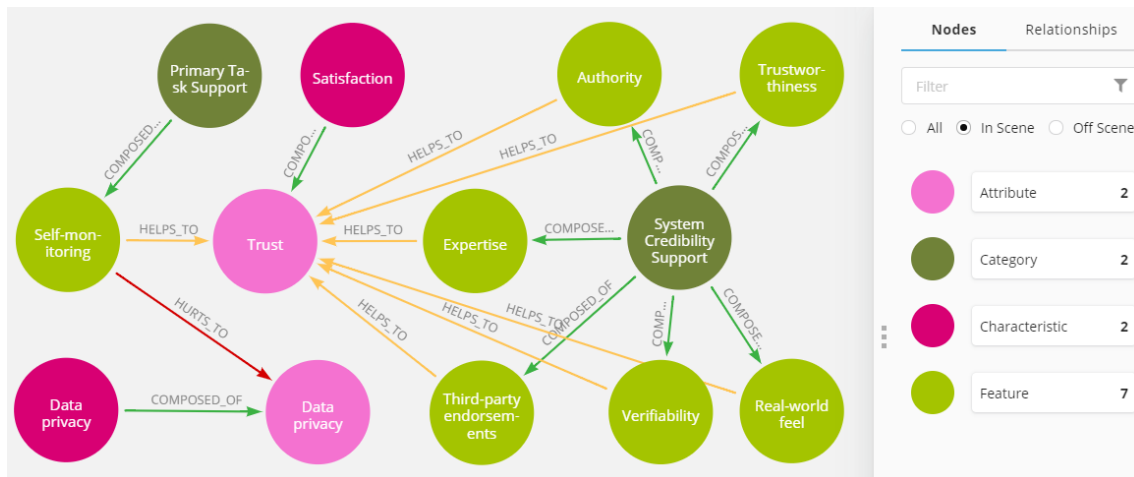 Primary Ta-
sk Support
Satisfaction
Authority
Trustwor-
thiness
COMPOSED...
COMPO...
HELPS_TO
HELPS_TO
COMP...
COMPOS...
Self-mon-
itoring
HELPS_TO
Trust
HELPS_TO
Expertise
COMPOSE...
System
Credibility
Support
HURTS_TO
HELPS_TO
HELPS_TO
HELPS_TO
COMPOSED_OF
COMP...
COMPOSE...
Data
privacy
COMPOSED_OF
Data
privacy
Third-party
endorsem-
ents
Verifiability
Real-world
feel
Nodes
Relationships
Filter
All
In Scene
Off Scene
Attribute 2
Category 2
Characteristic 2
Feature 7